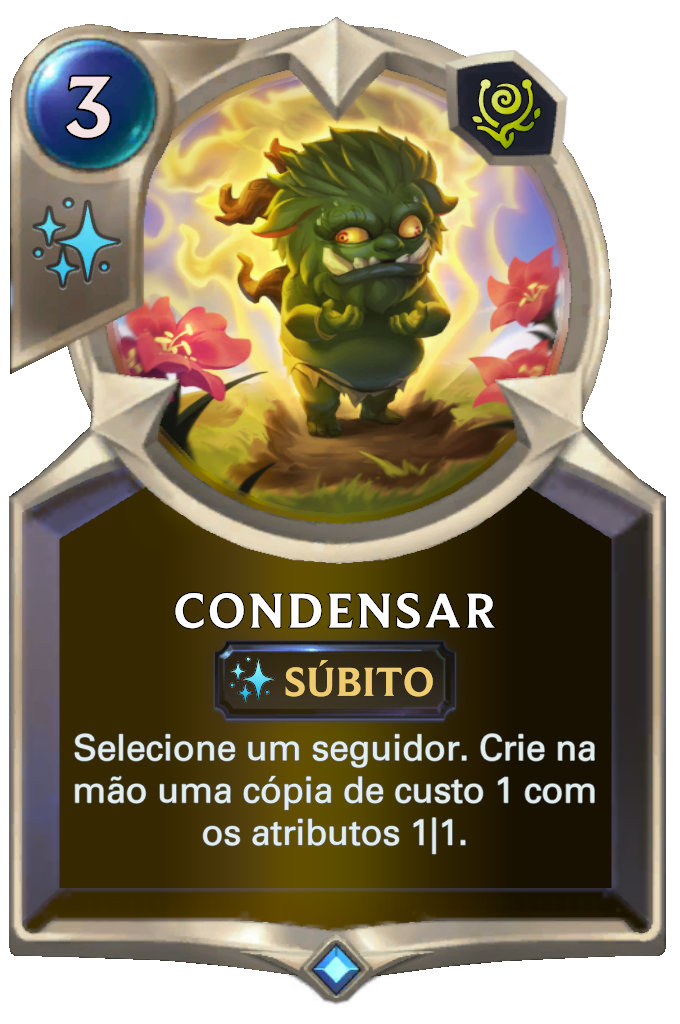 3
CONDENSAR
SÚBITO
Selecione um seguidor. Crie na
mão uma cópia de custo 1 com
os atributos 1|1.